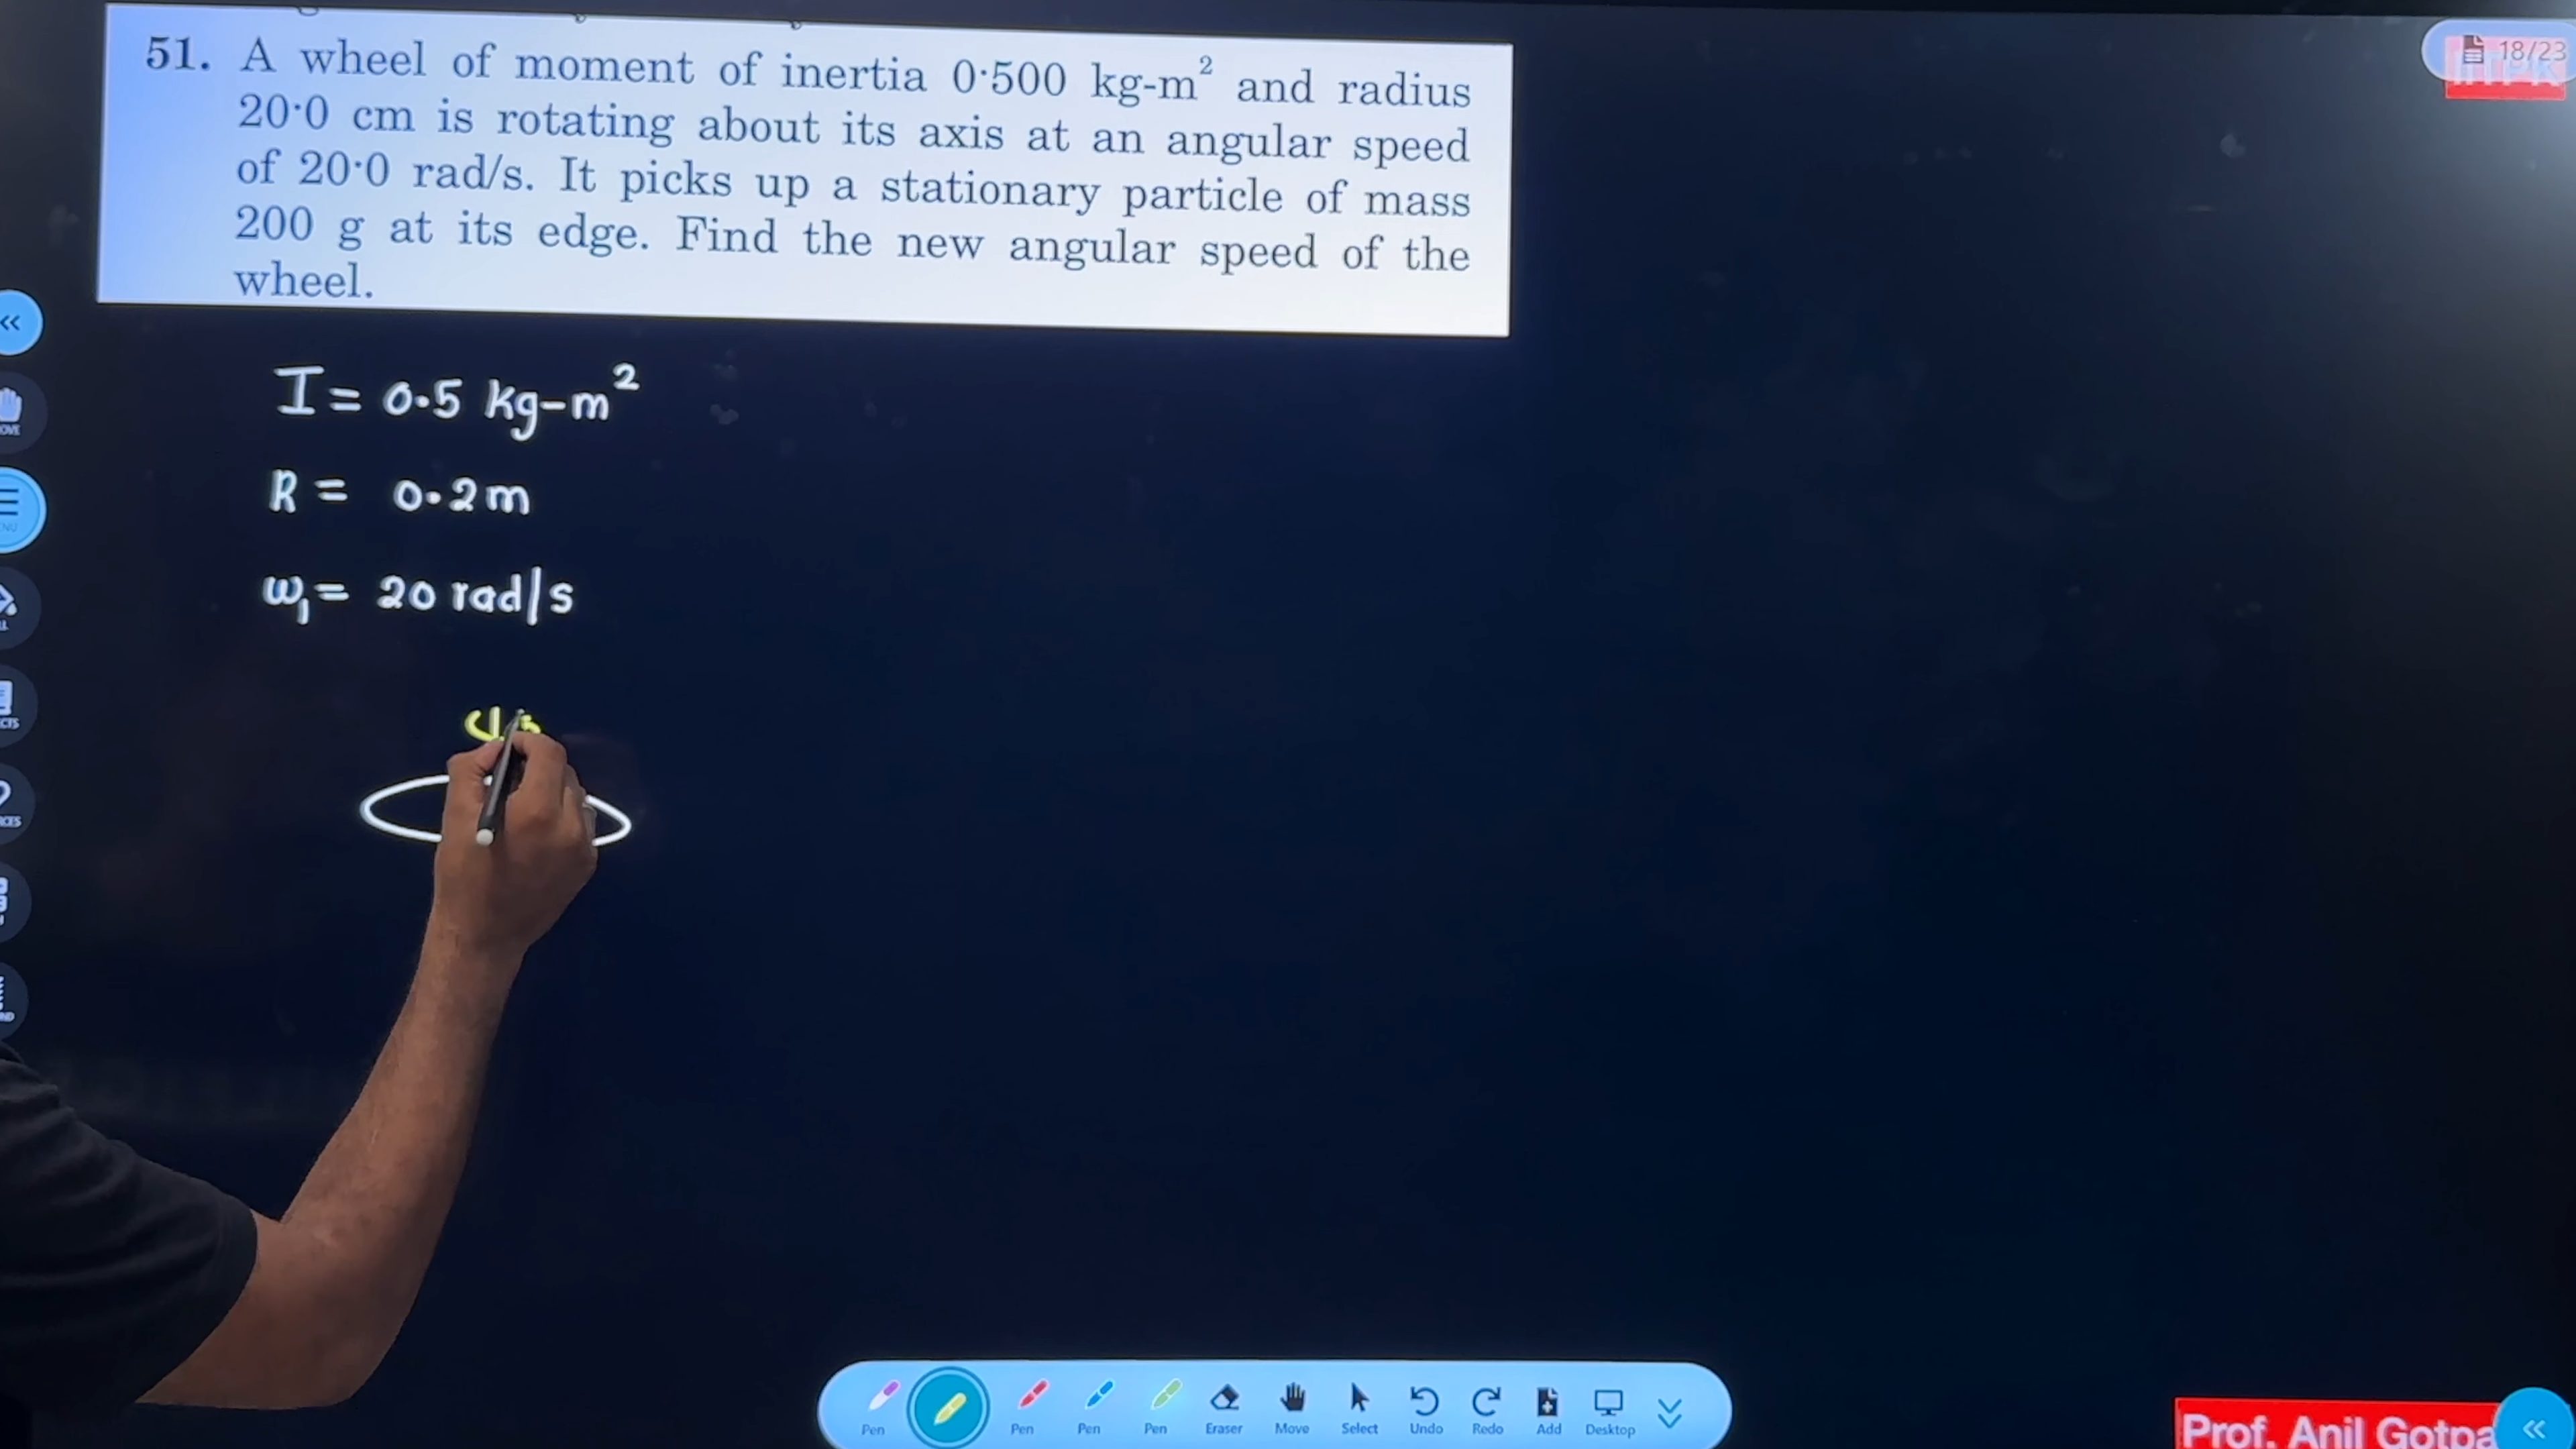 18/23
51. A wheel of moment of inertia 0·500 kg-m² and radius
20·0 cm is rotating about its axis at an angular speed
of 20·0 rad/s. It picks up a stationary particle of mass
200 g at its edge. Find the new angular speed of the
wheel.
I = 0.5 kg-m²
R = 0.2 m
ω₁ = 20 rad/s
Pen Pen Pen Pen Eraser Move Select Undo Redo Add Desktop
Prof. Anil Gotpa